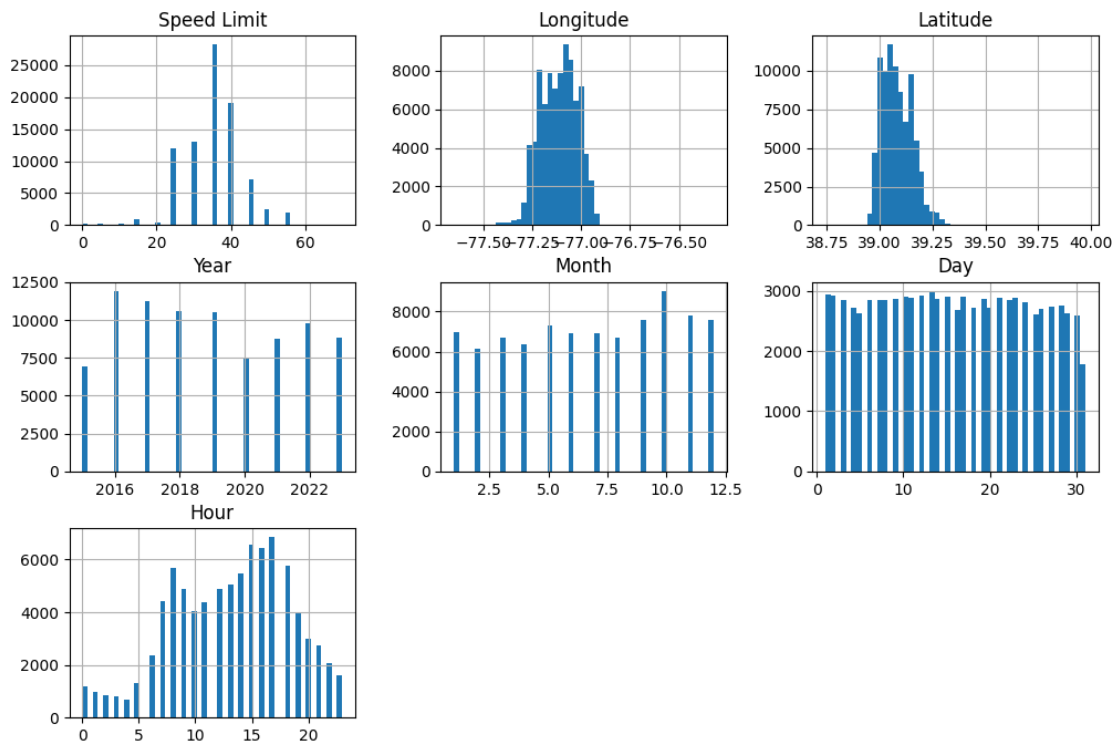 Speed Limit
25000
20000
15000
10000
5000
0
0 20 40 60
Longitude
8000
6000
4000
2000
0
−77.50 −77.25 −77.00 −76.75 −76.50
Latitude
10000
7500
5000
2500
0
38.75 39.00 39.25 39.50 39.75 40.00
Year
12500
10000
7500
5000
2500
0
2016 2018 2020 2022
Month
8000
6000
4000
2000
0
2.5 5.0 7.5 10.0 12.5
Day
3000
2000
1000
0
0 10 20 30
Hour
6000
4000
2000
0
0 5 10 15 20